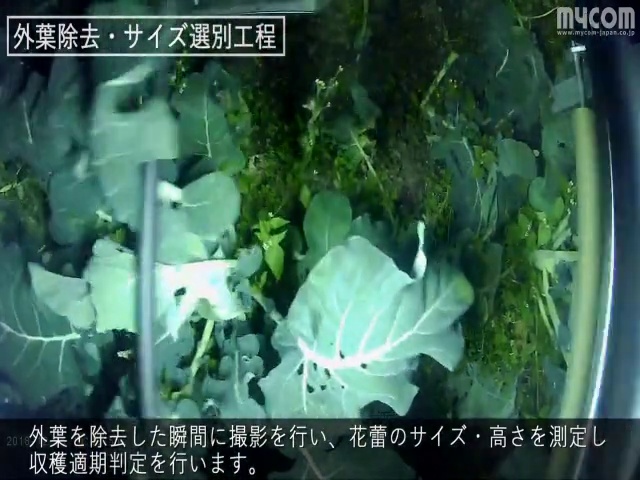 外葉除去・サイズ選別工程
mycom
www.mycom-japan.co.jp
外葉を除去した瞬間に撮影を行い、花蕾のサイズ・高さを測定し
収穫適期判定を行います。